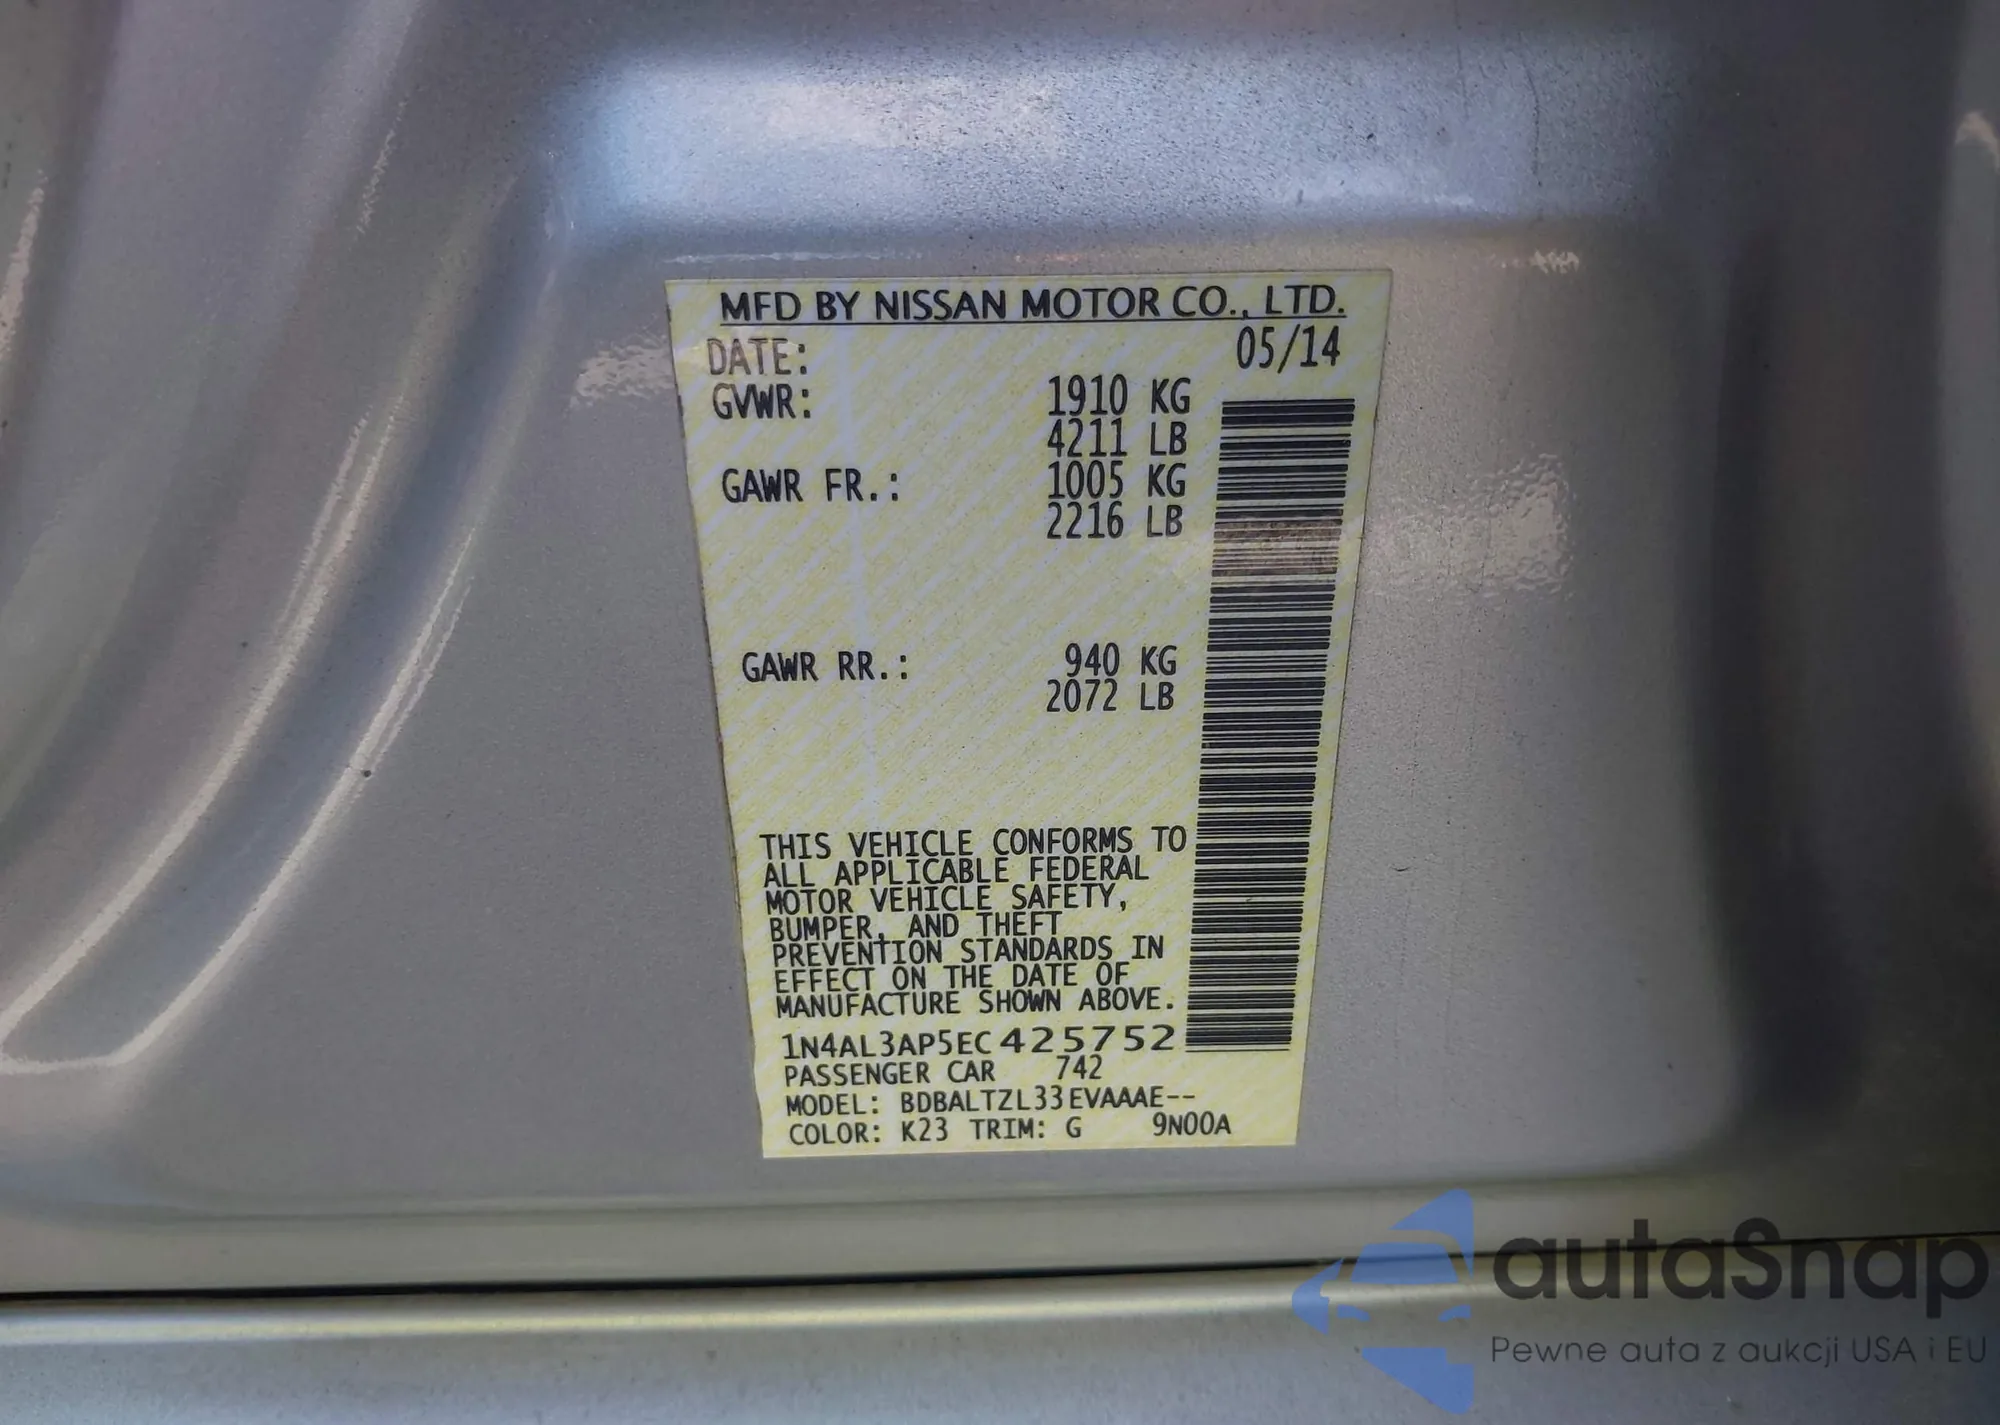 MFD BY NISSAN MOTOR CO., LTD.
DATE: 05/14
GVWR: 1910 KG
4211 LB
GAWR FR.: 1005 KG
2216 LB
GAWR RR.: 940 KG
2072 LB
THIS VEHICLE CONFORMS TO
ALL APPLICABLE FEDERAL
MOTOR VEHICLE SAFETY,
BUMPER, AND THEFT
PREVENTION STANDARDS IN
EFFECT ON THE DATE OF
MANUFACTURE SHOWN ABOVE.
1N4AL3AP5EC425752
PASSENGER CAR 742
MODEL: BDBALTZL33EVAAAE--
COLOR: K23 TRIM: G 9N00A
autaSnap
Pewne auta z aukcji USA i EU